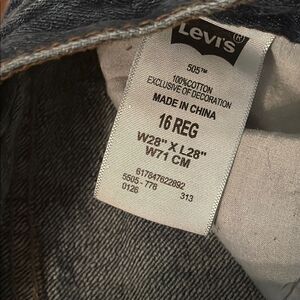 Levi's®
505™
100%COTTON
EXCLUSIVE OF DECORATION
MADE IN CHINA
16 REG
W28" X L28"
W71 CM
617847622892
5505-778
0126 313